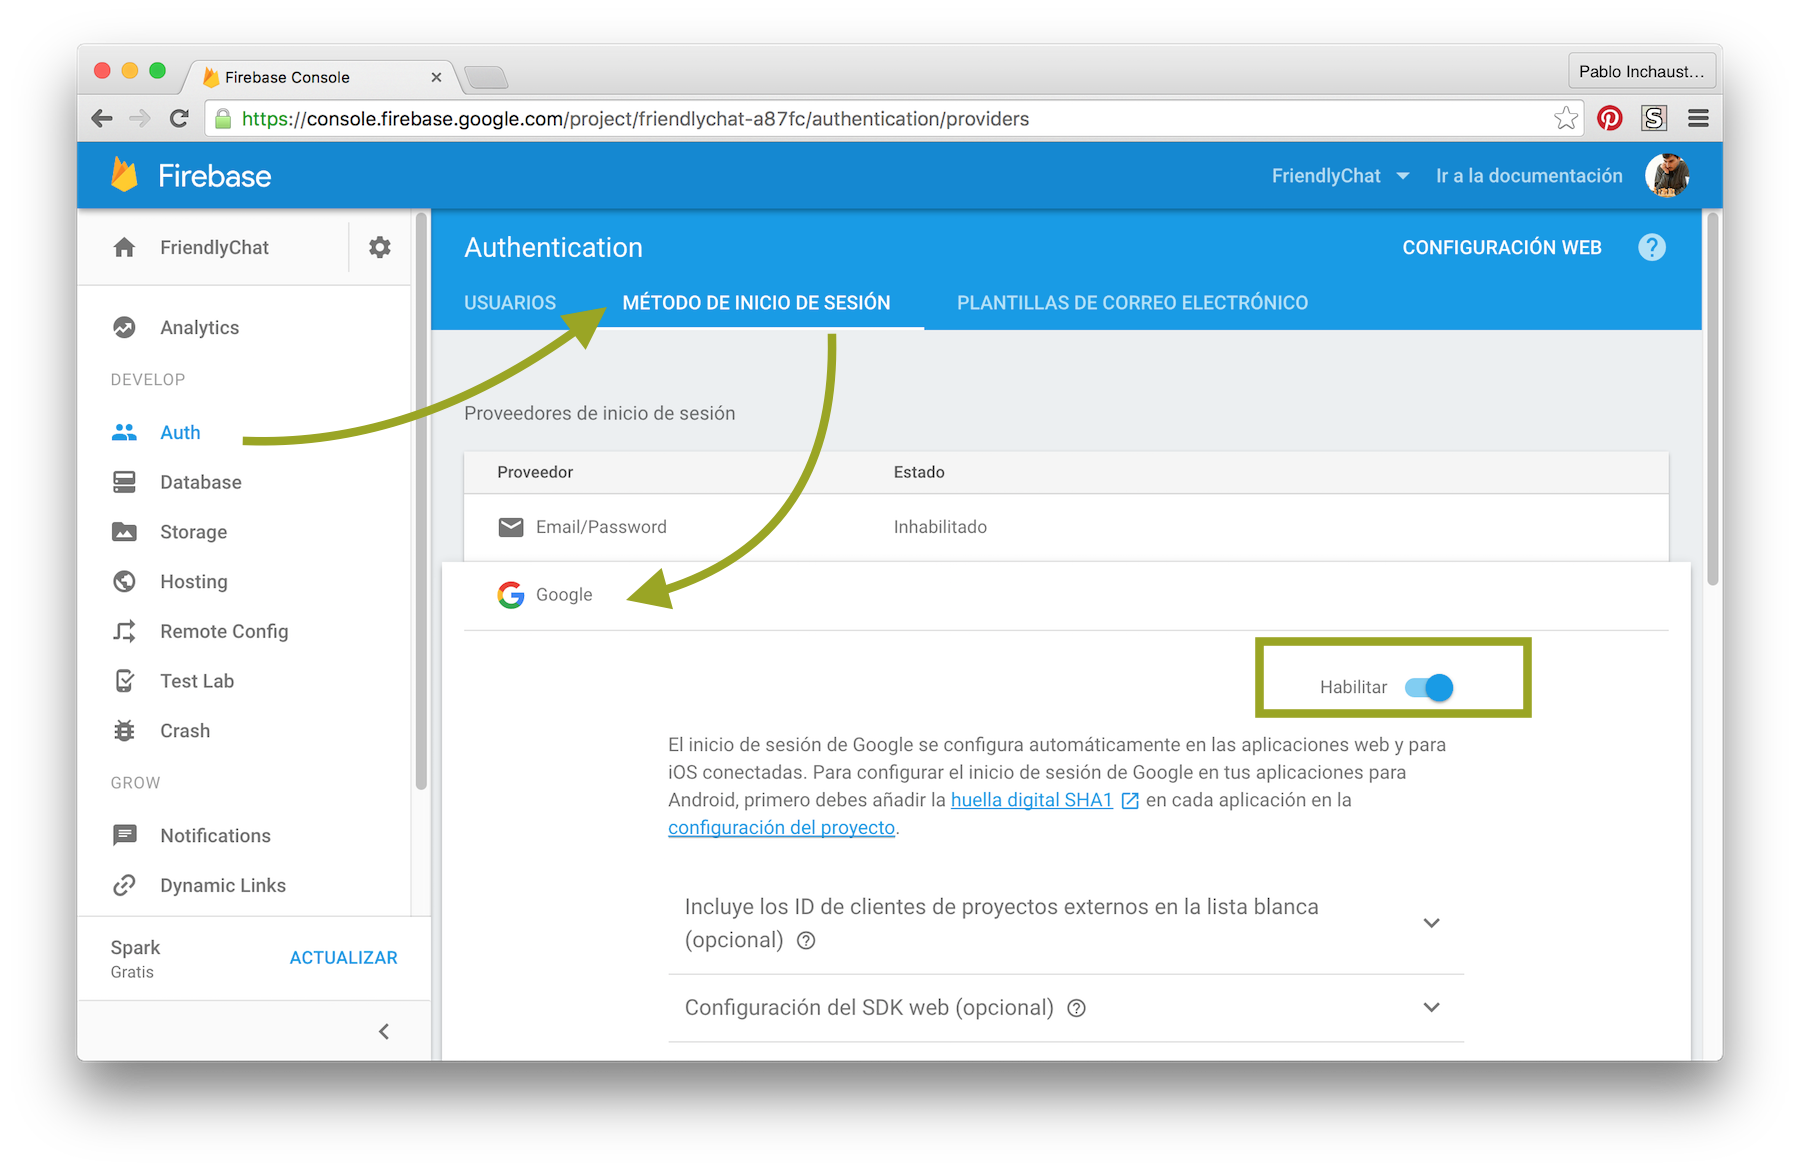 Firebase Console
Pablo Inchaust...
https://console.firebase.google.com/project/friendlychat-a87fc/authentication/providers
Firebase
FriendlyChat
Ir a la documentación
FriendlyChat
Analytics
DEVELOP
Auth
Database
Storage
Hosting
Remote Config
Test Lab
Crash
GROW
Notifications
Dynamic Links
Spark
Gratis
ACTUALIZAR
Authentication
CONFIGURACIÓN WEB
USUARIOS
MÉTODO DE INICIO DE SESIÓN
PLANTILLAS DE CORREO ELECTRÓNICO
Proveedores de inicio de sesión
Proveedor
Estado
Email/Password
Inhabilitado
Google
Habilitar
El inicio de sesión de Google se configura automáticamente en las aplicaciones web y para
iOS conectadas. Para configurar el inicio de sesión de Google en tus aplicaciones para
Android, primero debes añadir la huella digital SHA1 en cada aplicación en la
configuración del proyecto.
Incluye los ID de clientes de proyectos externos en la lista blanca
(opcional)
Configuración del SDK web (opcional)